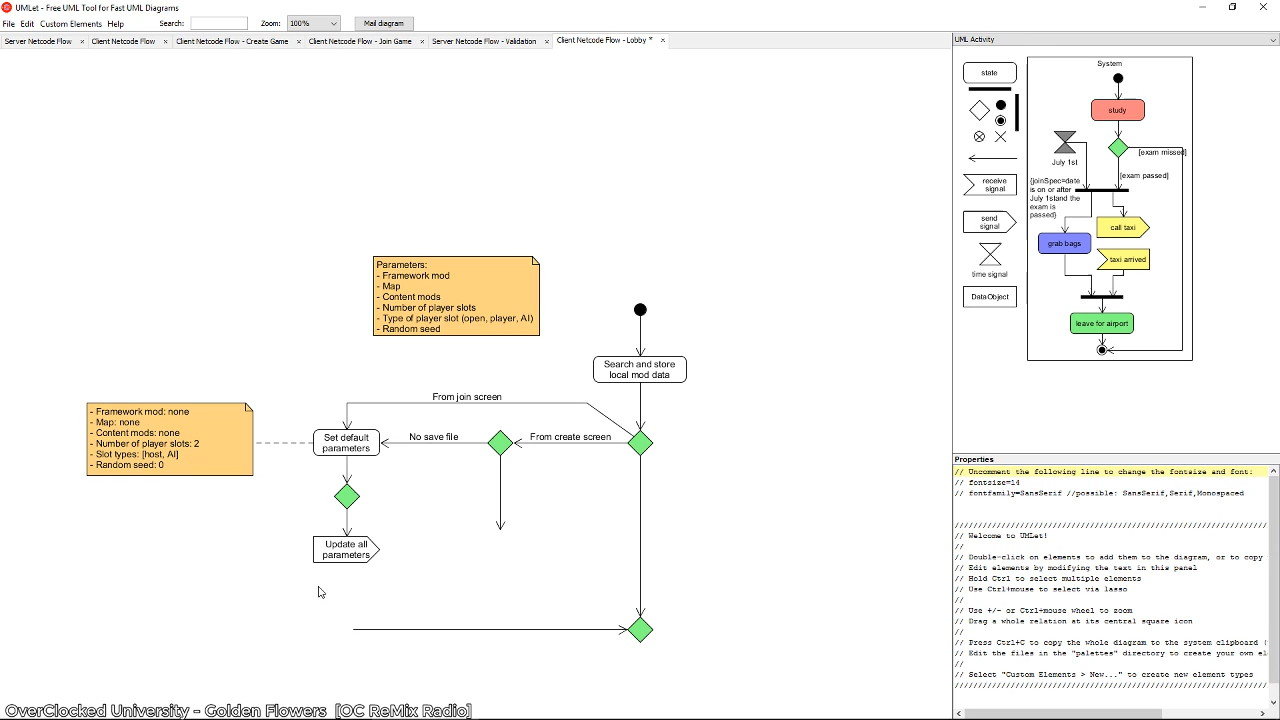 UMLet - Free UML Tool for Fast UML Diagrams
File Edit Custom Elements Help Search: Zoom: 100% Mail diagram
Server Netcode Flow Client Netcode Flow Client Netcode Flow - Create Game Client Netcode Flow - Join Game Server Netcode Flow - Validation Client Netcode Flow - Lobby *
UML Activity
Parameters:
- Framework mod
- Map
- Content mods
- Number of player slots
- Type of player slot (open, player, AI)
- Random seed
Search and store
local mod data
From join screen
- Framework mod: none
- Map: none
- Content mods: none
- Number of player slots: 2
- Slot types: [host, AI]
- Random seed: 0
Set default
parameters
No save file
From create screen
Update all
parameters
state
receive
signal
send
signal
time signal
DataObject
System
study
July 1st
[exam missed]
[exam passed]
{joinSpec=date
is on or after
July 1stand the
exam is
passed}
call taxi
grab bags
taxi arrived
leave for airport
Properties
// Uncomment the following line to change the fontsize and font:
// fontsize=14
// fontfamily=SansSerif //possible: SansSerif,Serif,Monospaced
// Welcome to UMLet!
//
// Double-click on elements to add them to the diagram, or to copy
// Edit elements by modifying the text in this panel
// Hold Ctrl to select multiple elements
// Use Ctrl+mouse to select via lasso
//
// Use +/- or Ctrl+mouse wheel to zoom
// Drag a whole relation at its central square icon
//
// Press Ctrl+C to copy the whole diagram to the system clipboard (
// Edit the files in the "palettes" directory to create your own el
//
// Select "Custom Elements > New..." to create new element types
OverClocked University - Golden Flowers [OC ReMix Radio]